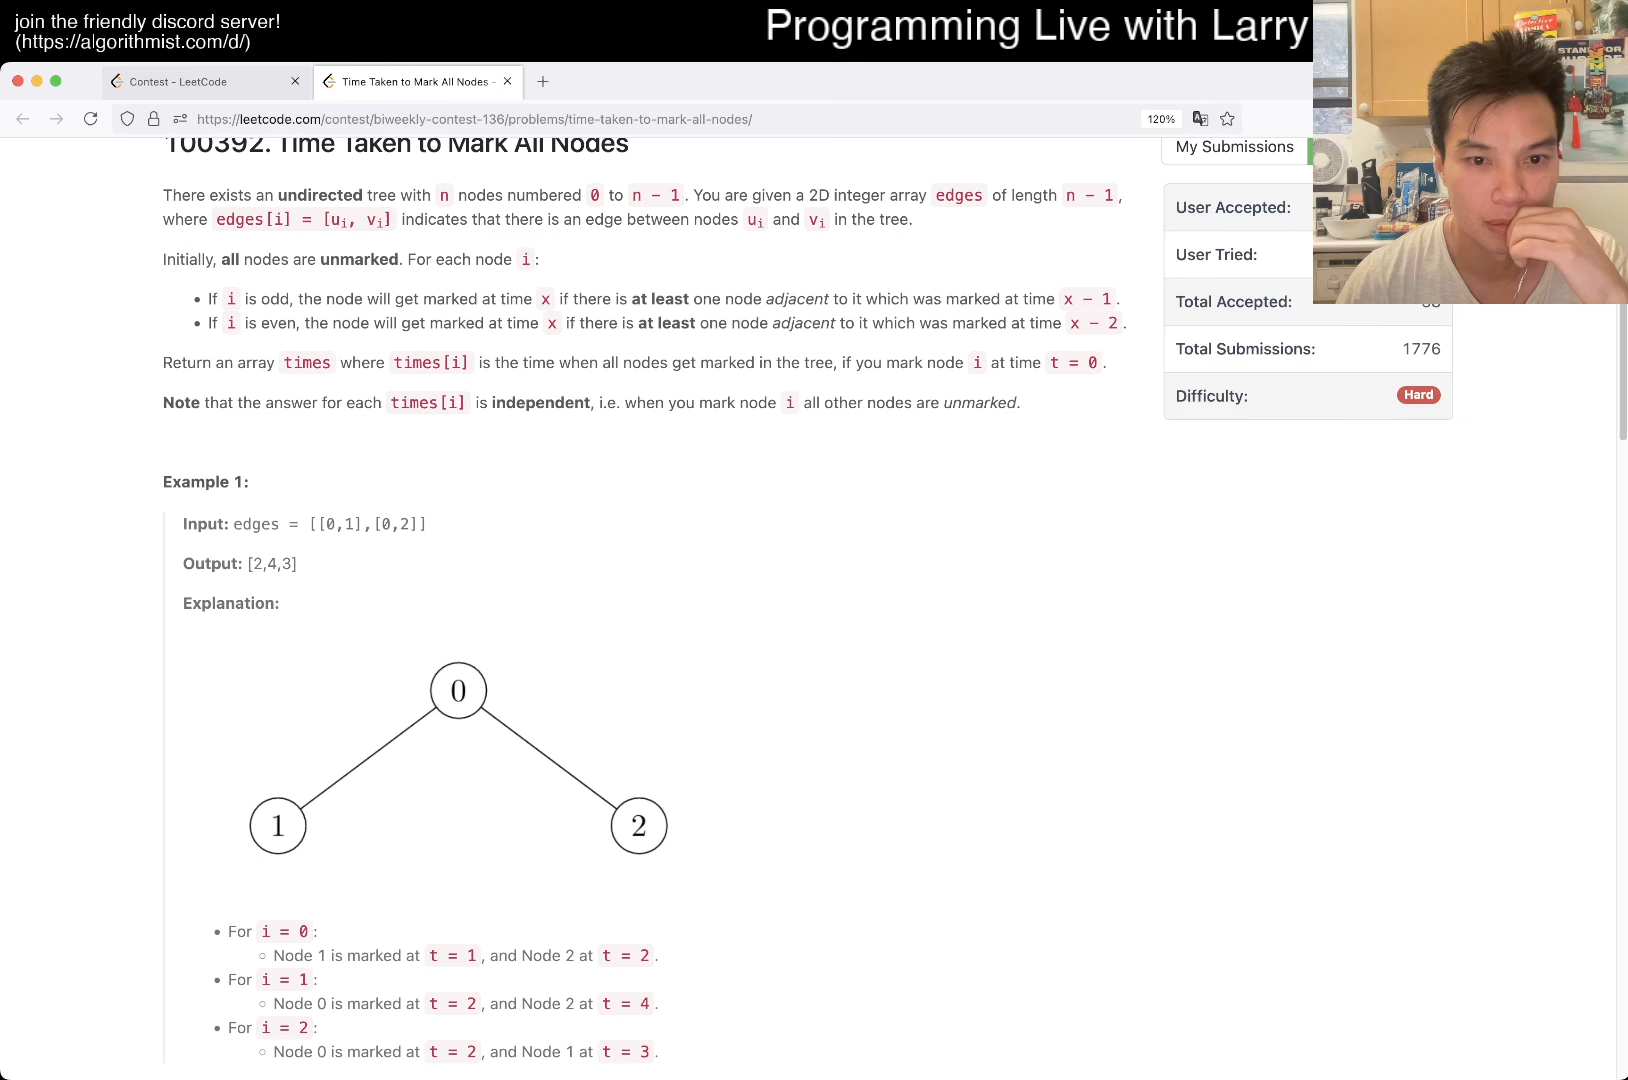 join the friendly discord server!
(https://algorithmist.com/d/)
Programming Live with Larry
Contest - LeetCode
Time Taken to Mark All Nodes -
https://leetcode.com/contest/biweekly-contest-136/problems/time-taken-to-mark-all-nodes/
120%
100392. Time Taken to Mark All Nodes
There exists an undirected tree with n nodes numbered 0 to n - 1. You are given a 2D integer array edges of length n - 1,
where edges[i] = [ui, vi] indicates that there is an edge between nodes ui and vi in the tree.
Initially, all nodes are unmarked. For each node i:
• If i is odd, the node will get marked at time x if there is at least one node adjacent to it which was marked at time x - 1.
• If i is even, the node will get marked at time x if there is at least one node adjacent to it which was marked at time x - 2.
Return an array times where times[i] is the time when all nodes get marked in the tree, if you mark node i at time t = 0.
Note that the answer for each times[i] is independent, i.e. when you mark node i all other nodes are unmarked.
Example 1:
Input: edges = [[0,1],[0,2]]
Output: [2,4,3]
Explanation:
0
1
2
• For i = 0:
○ Node 1 is marked at t = 1, and Node 2 at t = 2.
• For i = 1:
○ Node 0 is marked at t = 2, and Node 2 at t = 4.
• For i = 2:
○ Node 0 is marked at t = 2, and Node 1 at t = 3.
My Submissions
User Accepted:
User Tried:
Total Accepted:
Total Submissions: 1776
Difficulty: Hard